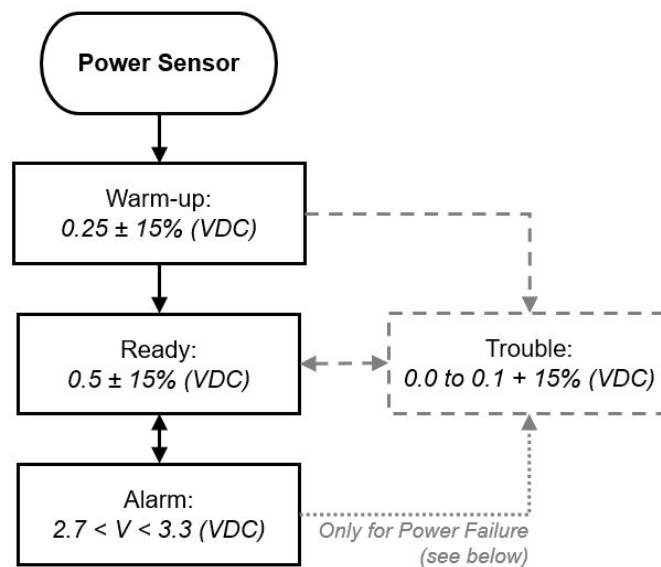 Power Sensor
Warm-up:
0.25 ± 15% (VDC)
Ready:
0.5 ± 15% (VDC)
Trouble:
0.0 to 0.1 + 15% (VDC)
Alarm:
2.7 < V < 3.3 (VDC)
Only for Power Failure
(see below)